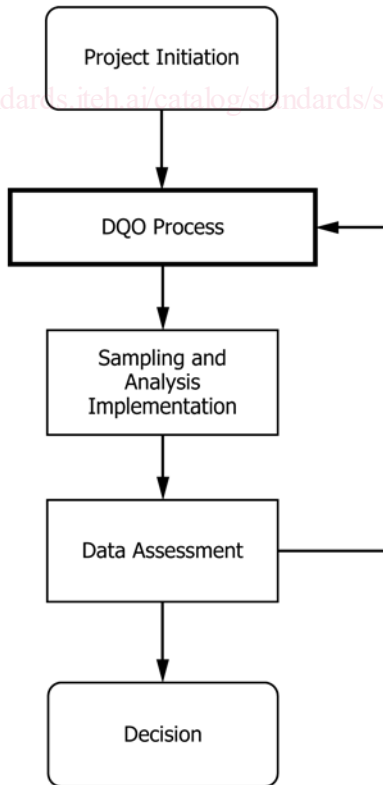 Project Initiation
dards.iteh.ai/catalog/standards/s
DQO Process
Sampling and
Analysis
Implementation
Data Assessment
Decision